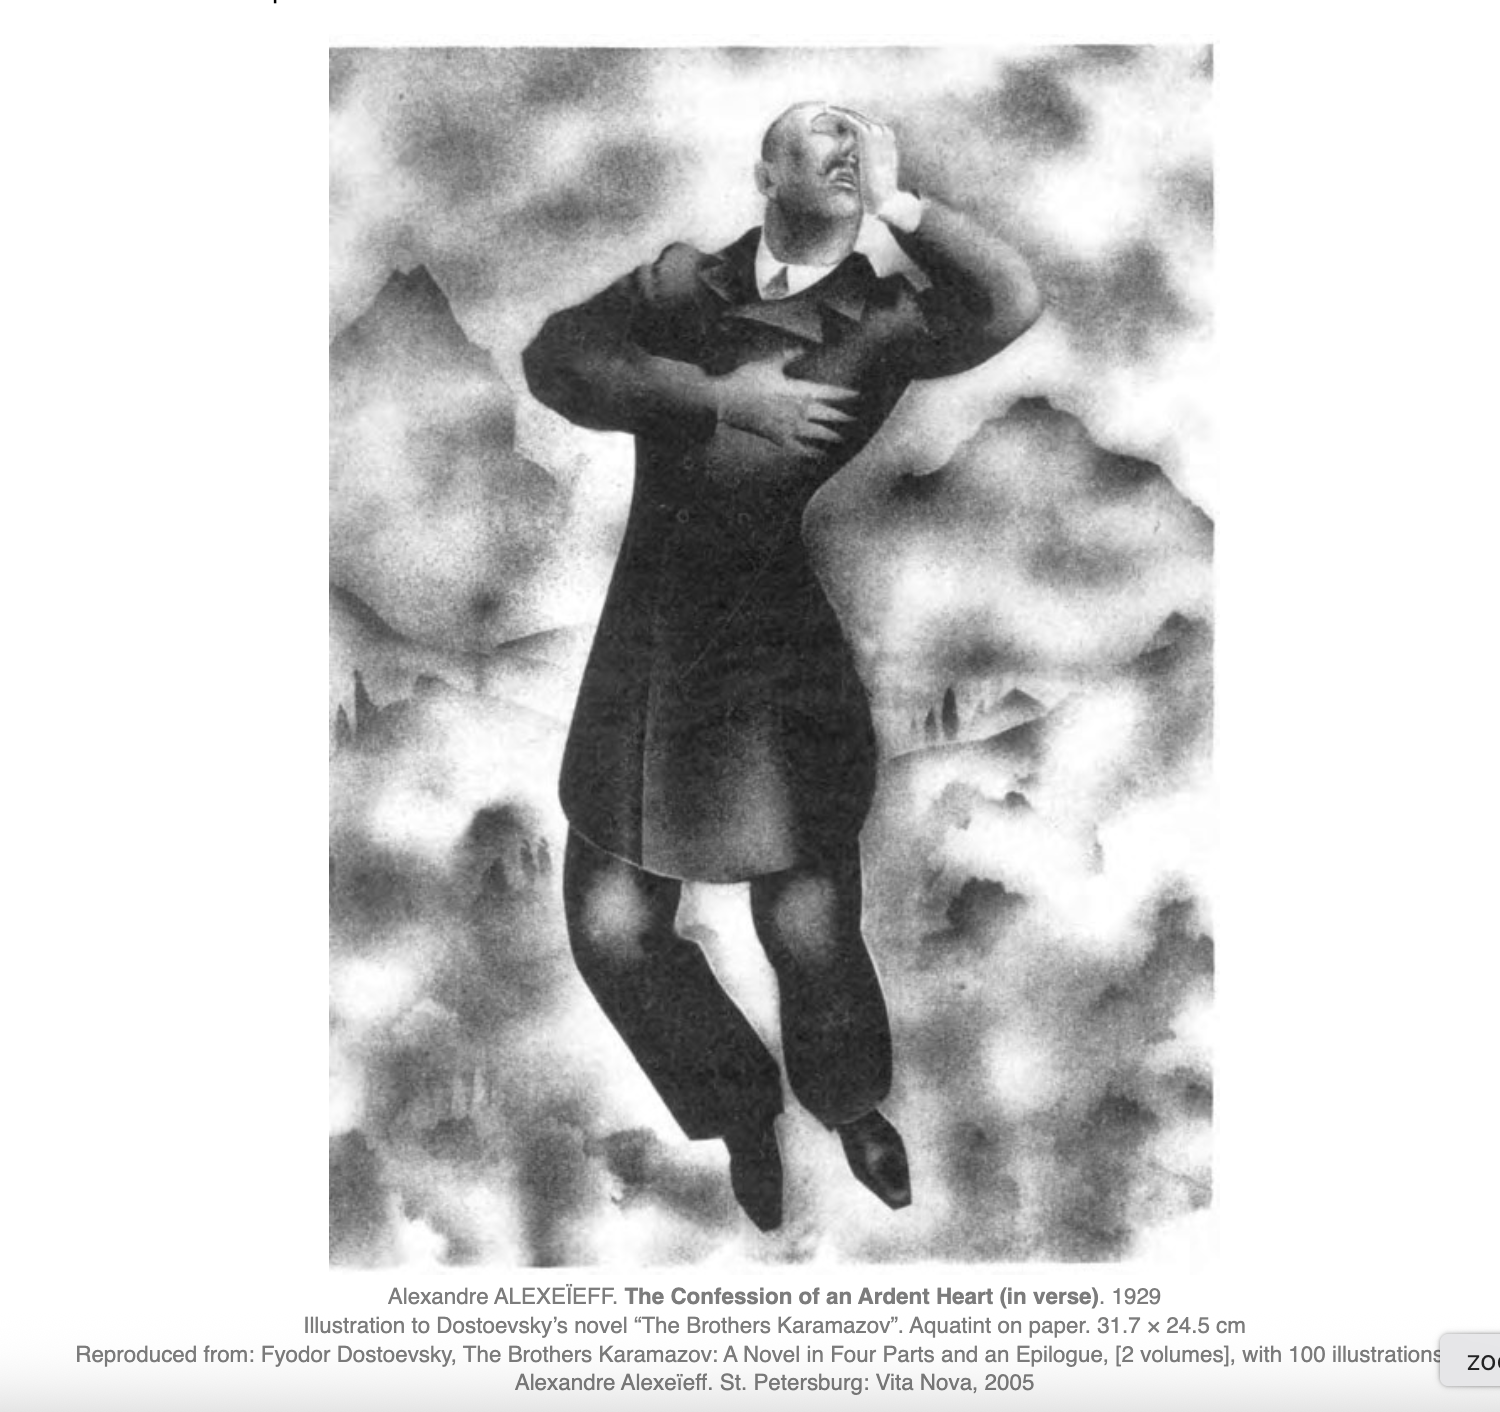 Alexandre ALEXEÏEFF. The Confession of an Ardent Heart (in verse). 1929
Illustration to Dostoevsky’s novel “The Brothers Karamazov”. Aquatint on paper. 31.7 × 24.5 cm
Reproduced from: Fyodor Dostoevsky, The Brothers Karamazov: A Novel in Four Parts and an Epilogue, [2 volumes], with 100 illustrations
Alexandre Alexeïeff. St. Petersburg: Vita Nova, 2005